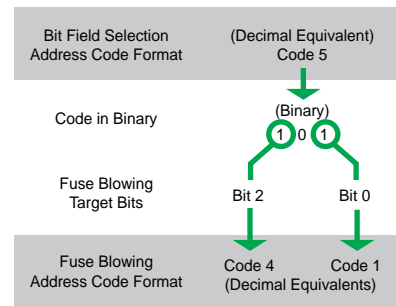 Bit Field Selection
Address Code Format
(Decimal Equivalent)
Code 5
Code in Binary
(Binary)
1 0 1
Fuse Blowing
Target Bits
Bit 2
Bit 0
Fuse Blowing
Address Code Format
Code 4
Code 1
(Decimal Equivalents)